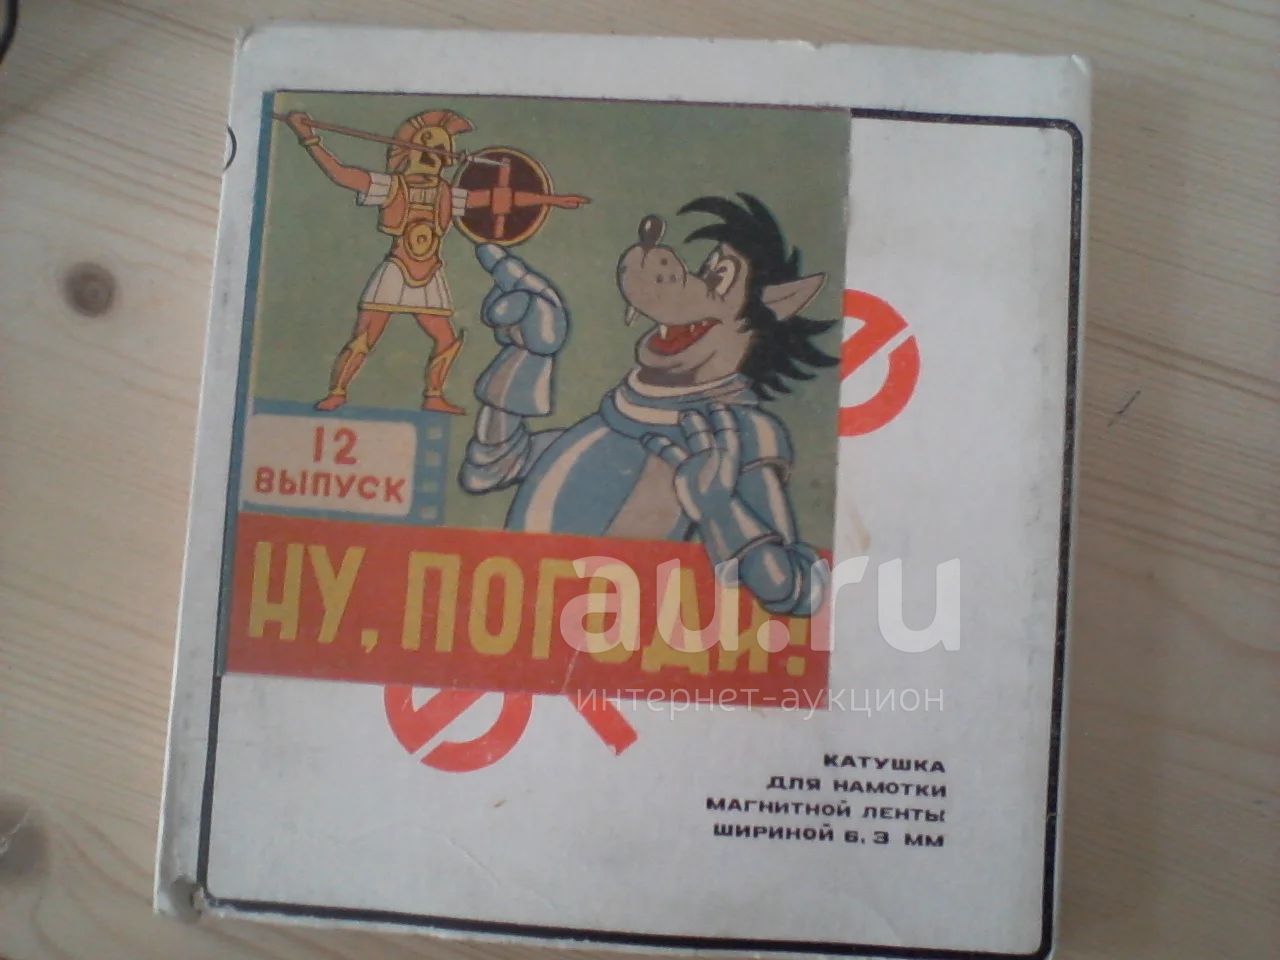 12
ВЫПУСК
НУ, ПОГОДИ!
au.ru
интернет-аукцион
КАТУШКА
ДЛЯ НАМОТКИ
МАГНИТНОЙ ЛЕНТЫ
ШИРИНОЙ 6,3 ММ